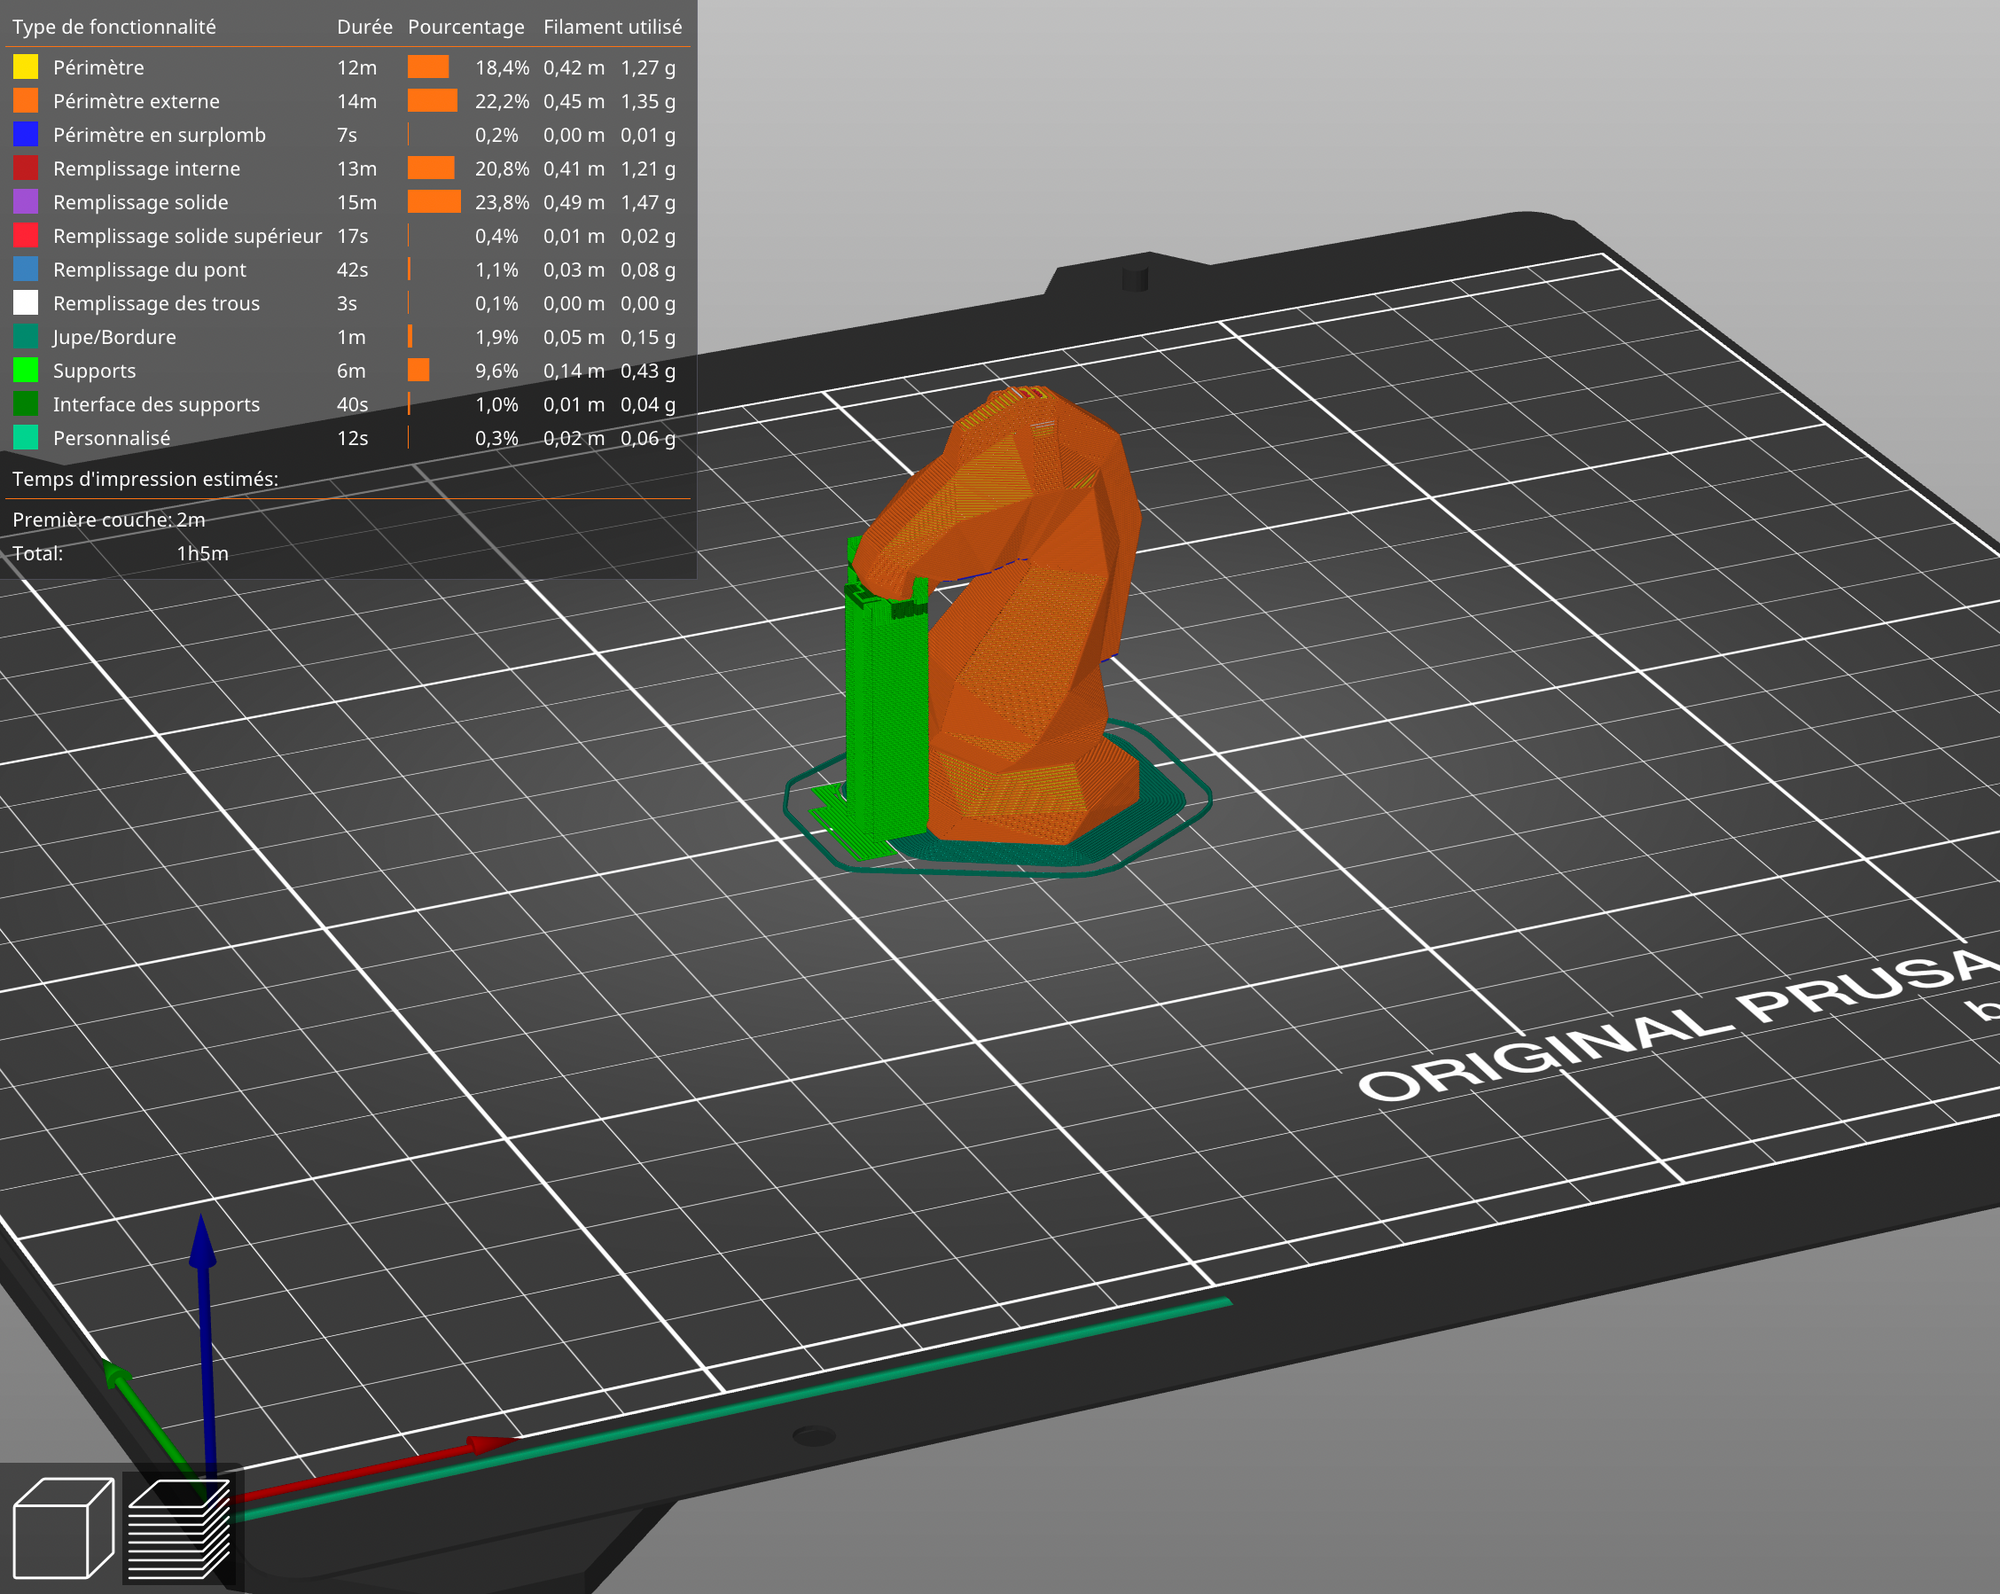 Type de fonctionnalité Durée Pourcentage Filament utilisé
Périmètre 12m 18,4% 0,42 m 1,27 g
Périmètre externe 14m 22,2% 0,45 m 1,35 g
Périmètre en surplomb 7s 0,2% 0,00 m 0,01 g
Remplissage interne 13m 20,8% 0,41 m 1,21 g
Remplissage solide 15m 23,8% 0,49 m 1,47 g
Remplissage solide supérieur 17s 0,4% 0,01 m 0,02 g
Remplissage du pont 42s 1,1% 0,03 m 0,08 g
Remplissage des trous 3s 0,1% 0,00 m 0,00 g
Jupe/Bordure 1m 1,9% 0,05 m 0,15 g
Supports 6m 9,6% 0,14 m 0,43 g
Interface des supports 40s 1,0% 0,01 m 0,04 g
Personnalisé 12s 0,3% 0,02 m 0,06 g
Temps d'impression estimés:
Première couche: 2m
Total: 1h5m
ORIGINAL PRUSA
b